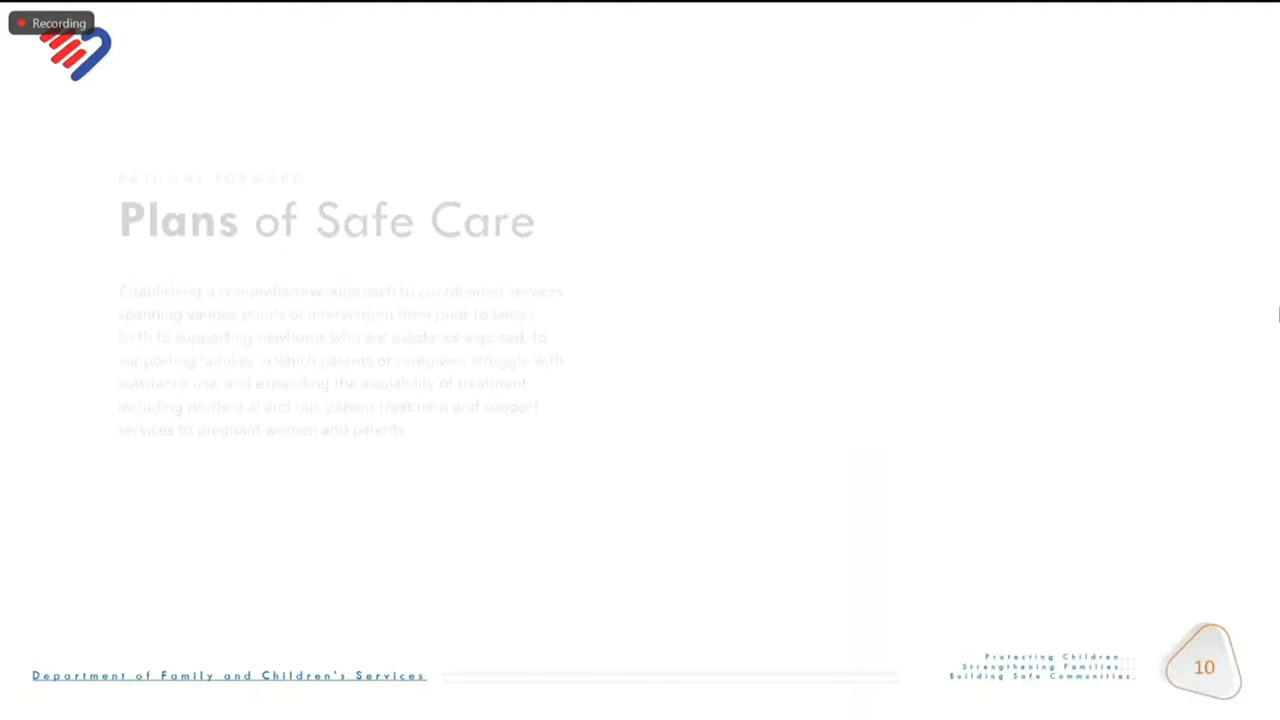 Recording
PATHWAY FORWARD
Plans of Safe Care
Establishing a comprehensive approach to coordinated services
spanning various points of intervention from prior to baby's
birth to supporting newborns who are substance exposed, to
supporting families in which parents or caregivers struggle with
substance use, and expanding the availability of treatment
including residential and out-patient treatment and support
services to pregnant women and parents
Department of Family and Children's Services
Protecting Children...
Strengthening Families...
Building Safe Communities.
10